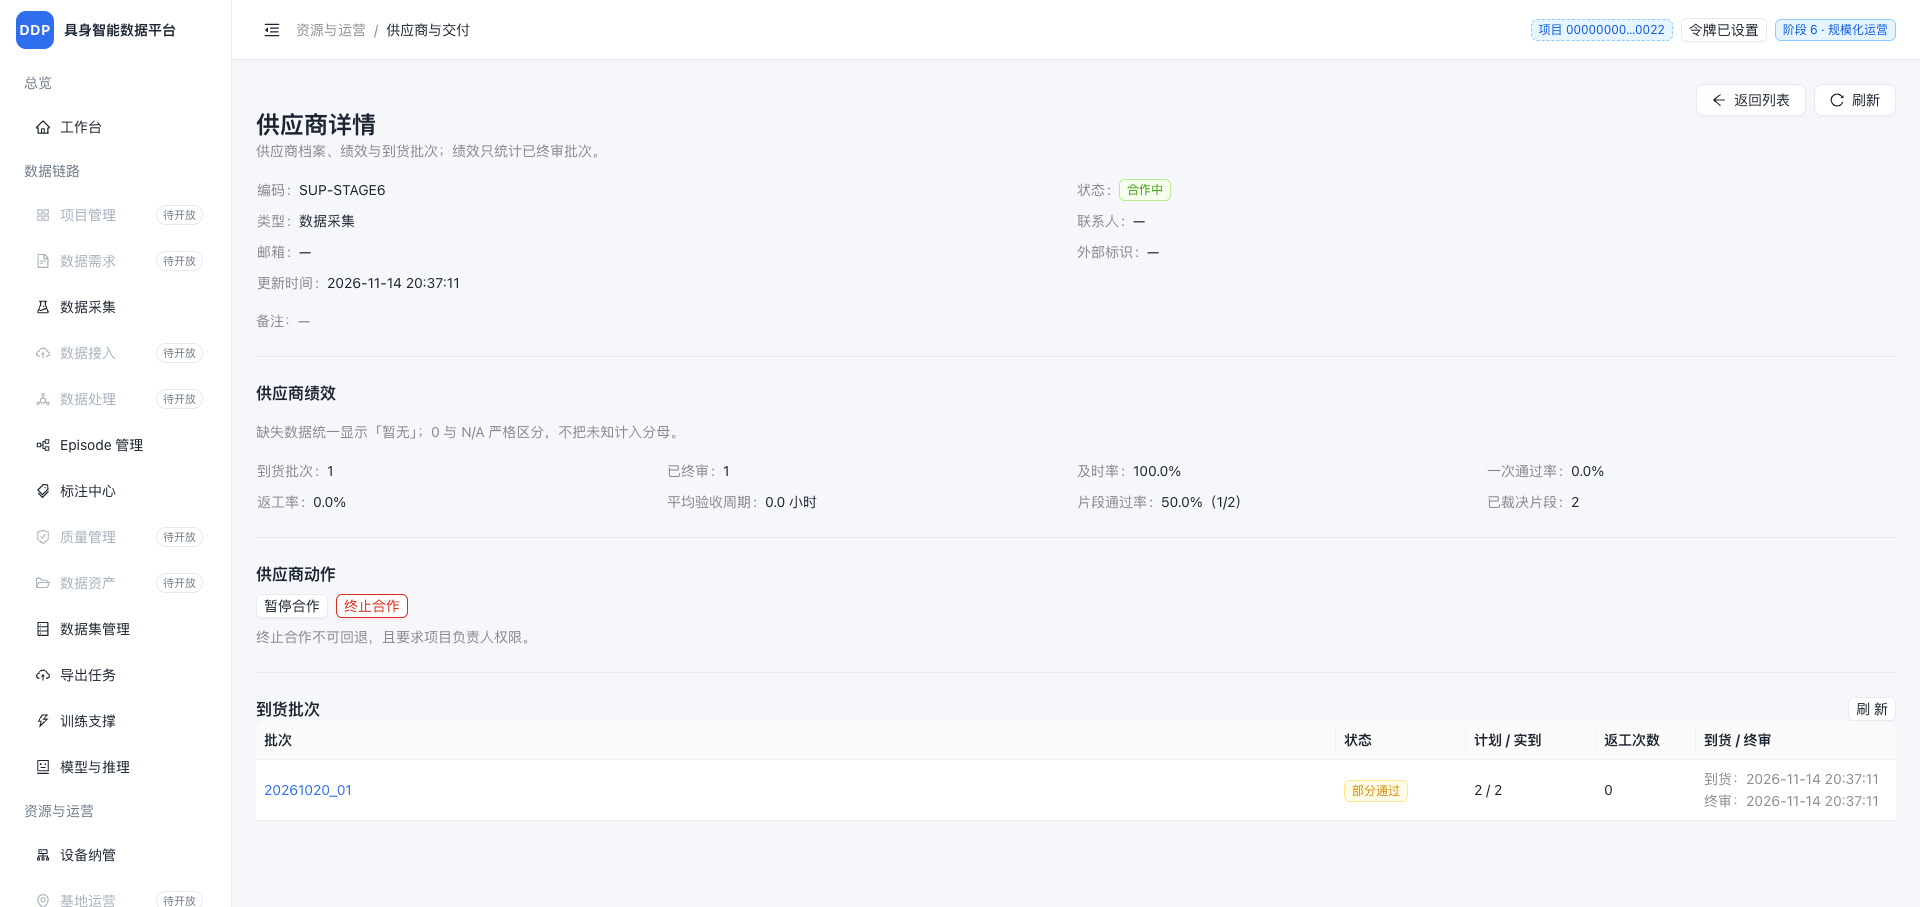 DDP 具身智能数据平台
总览
工作台
数据链路
项目管理 待开放
数据需求 待开放
数据采集
数据接入 待开放
数据处理 待开放
Episode 管理
标注中心
质量管理 待开放
数据资产 待开放
数据集管理
导出任务
训练支撑
模型与推理
资源与运营
设备纳管
基地运营 待开放
资源与运营 / 供应商与交付
项目 00000000...0022 令牌已设置 阶段 6 · 规模化运营
返回列表 刷新
供应商详情
供应商档案、绩效与到货批次；绩效只统计已终审批次。
编码： SUP-STAGE6 状态： 合作中
类型： 数据采集 联系人： —
邮箱： — 外部标识： —
更新时间： 2026-11-14 20:37:11
备注： —
供应商绩效
缺失数据统一显示「暂无」；0 与 N/A 严格区分，不把未知计入分母。
到货批次： 1 已终审： 1 及时率： 100.0% 一次通过率： 0.0%
返工率： 0.0% 平均验收周期： 0.0 小时 片段通过率： 50.0%（1/2） 已裁决片段： 2
供应商动作
暂停合作 终止合作
终止合作不可回退，且要求项目负责人权限。
到货批次 刷 新
批次 状态 计划 / 实到 返工次数 到货 / 终审
20261020_01 部分通过 2 / 2 0 到货： 2026-11-14 20:37:11
终审： 2026-11-14 20:37:11